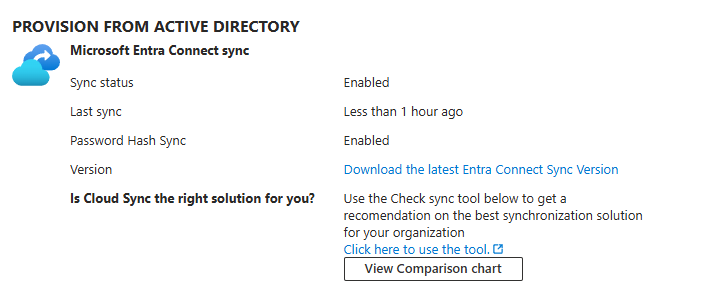 PROVISION FROM ACTIVE DIRECTORY
Microsoft Entra Connect sync
Sync status Enabled
Last sync Less than 1 hour ago
Password Hash Sync Enabled
Version Download the latest Entra Connect Sync Version
Is Cloud Sync the right solution for you? Use the Check sync tool below to get a
recomendation on the best synchronization solution
for your organization
Click here to use the tool.
View Comparison chart